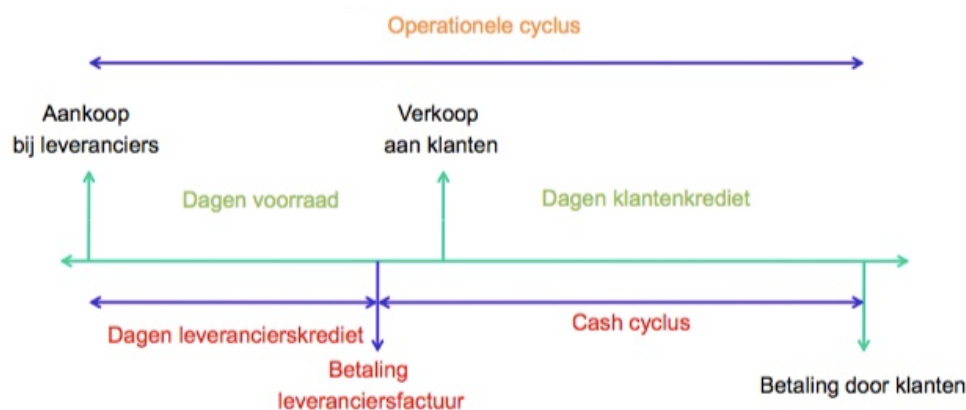 Operationele cyclus
Aankoop
bij leveranciers
Verkoop
aan klanten
Dagen voorraad
Dagen klantenkrediet
Dagen leverancierskrediet
Cash cyclus
Betaling
leveranciersfactuur
Betaling door klanten